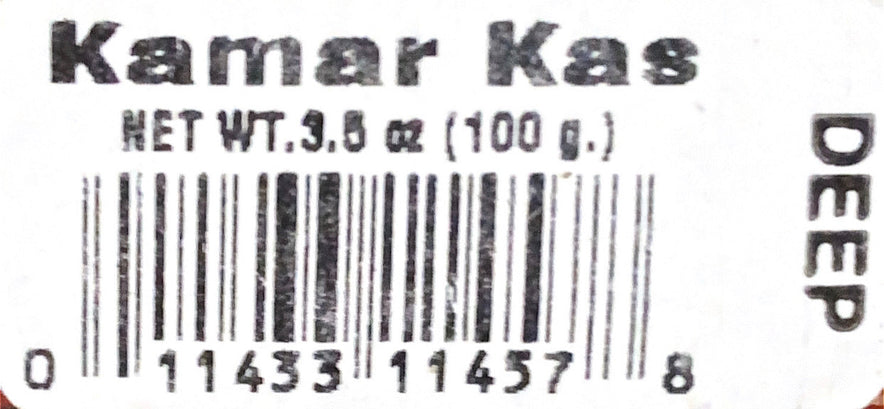 Kamar Kas
NET WT.3.5 oz (100 g.)
0 11433 11457 8
DEEP